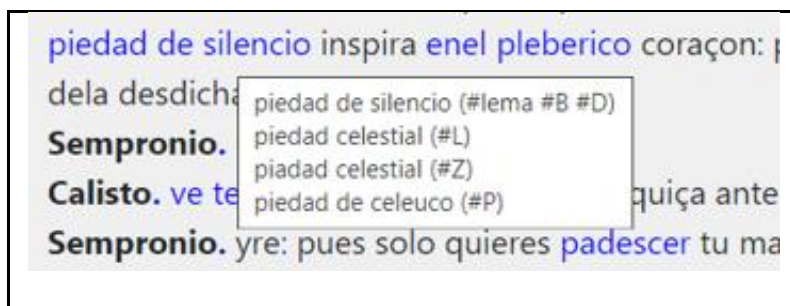 piedad de silencio inspira enel pleberico coraçon:
dela desdicha
piedad de silencio (#lema #B #D)
Sempronio.
piedad celestial (#L)
piadad celestial (#Z)
Calisto. ve te
quiça ante
piedad de celeuco (#P)
Sempronio. yre: pues solo quieres padescer tu ma